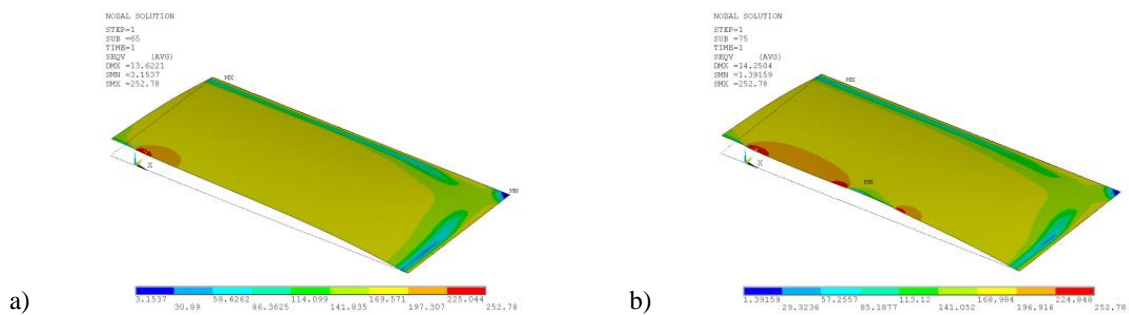 NODAL SOLUTION
STEP=1
SUB =65
TIME=1
SEQV (AVG)
DMX =13.6221
SMN =3.1537
SMX =252.78
MX
X
MN
3.1537 58.6262 114.099 169.571 225.044
30.89 86.3625 141.835 197.307 252.78
a)
NODAL SOLUTION
STEP=1
SUB =75
TIME=1
SEQV (AVG)
DMX =14.2504
SMN =1.39159
SMX =252.78
MX
X
MN
1.39159 57.2557 113.12 168.984 224.848
29.3236 85.1877 141.052 196.916 252.78
b)